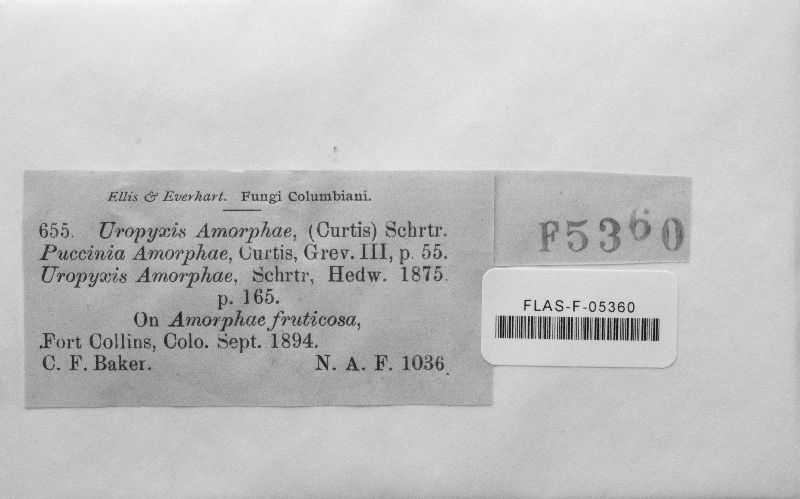 Ellis & Everhart. Fungi Columbiani.
655. Uropyxis Amorphae, (Curtis) Schrtr.
Puccinia Amorphae, Curtis, Grev. III, p. 55.
Uropyxis Amorphae, Schrtr, Hedw. 1875.
p. 165.
On Amorphae fruticosa,
Fort Collins, Colo. Sept. 1894.
C. F. Baker. N. A. F. 1036.
F5360
FLAS-F-05360